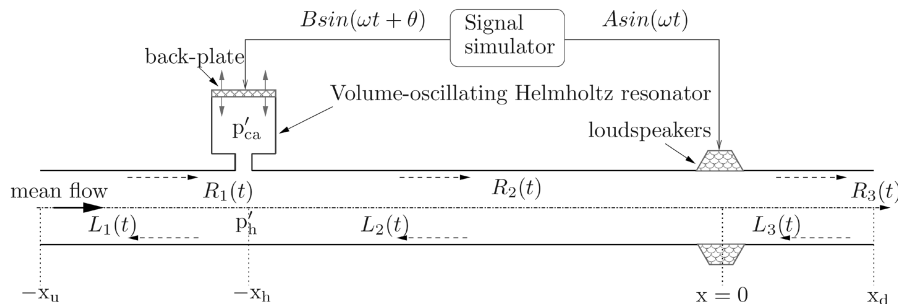 Bsin(ωt + θ)
Signal
simulator
Asin(ωt)
back-plate
Volume-oscillating Helmholtz resonator
p′ca
loudspeakers
R1(t)
R2(t)
R3(t)
mean flow
L1(t)
p′h
L2(t)
L3(t)
−xu
−xh
x = 0
xd